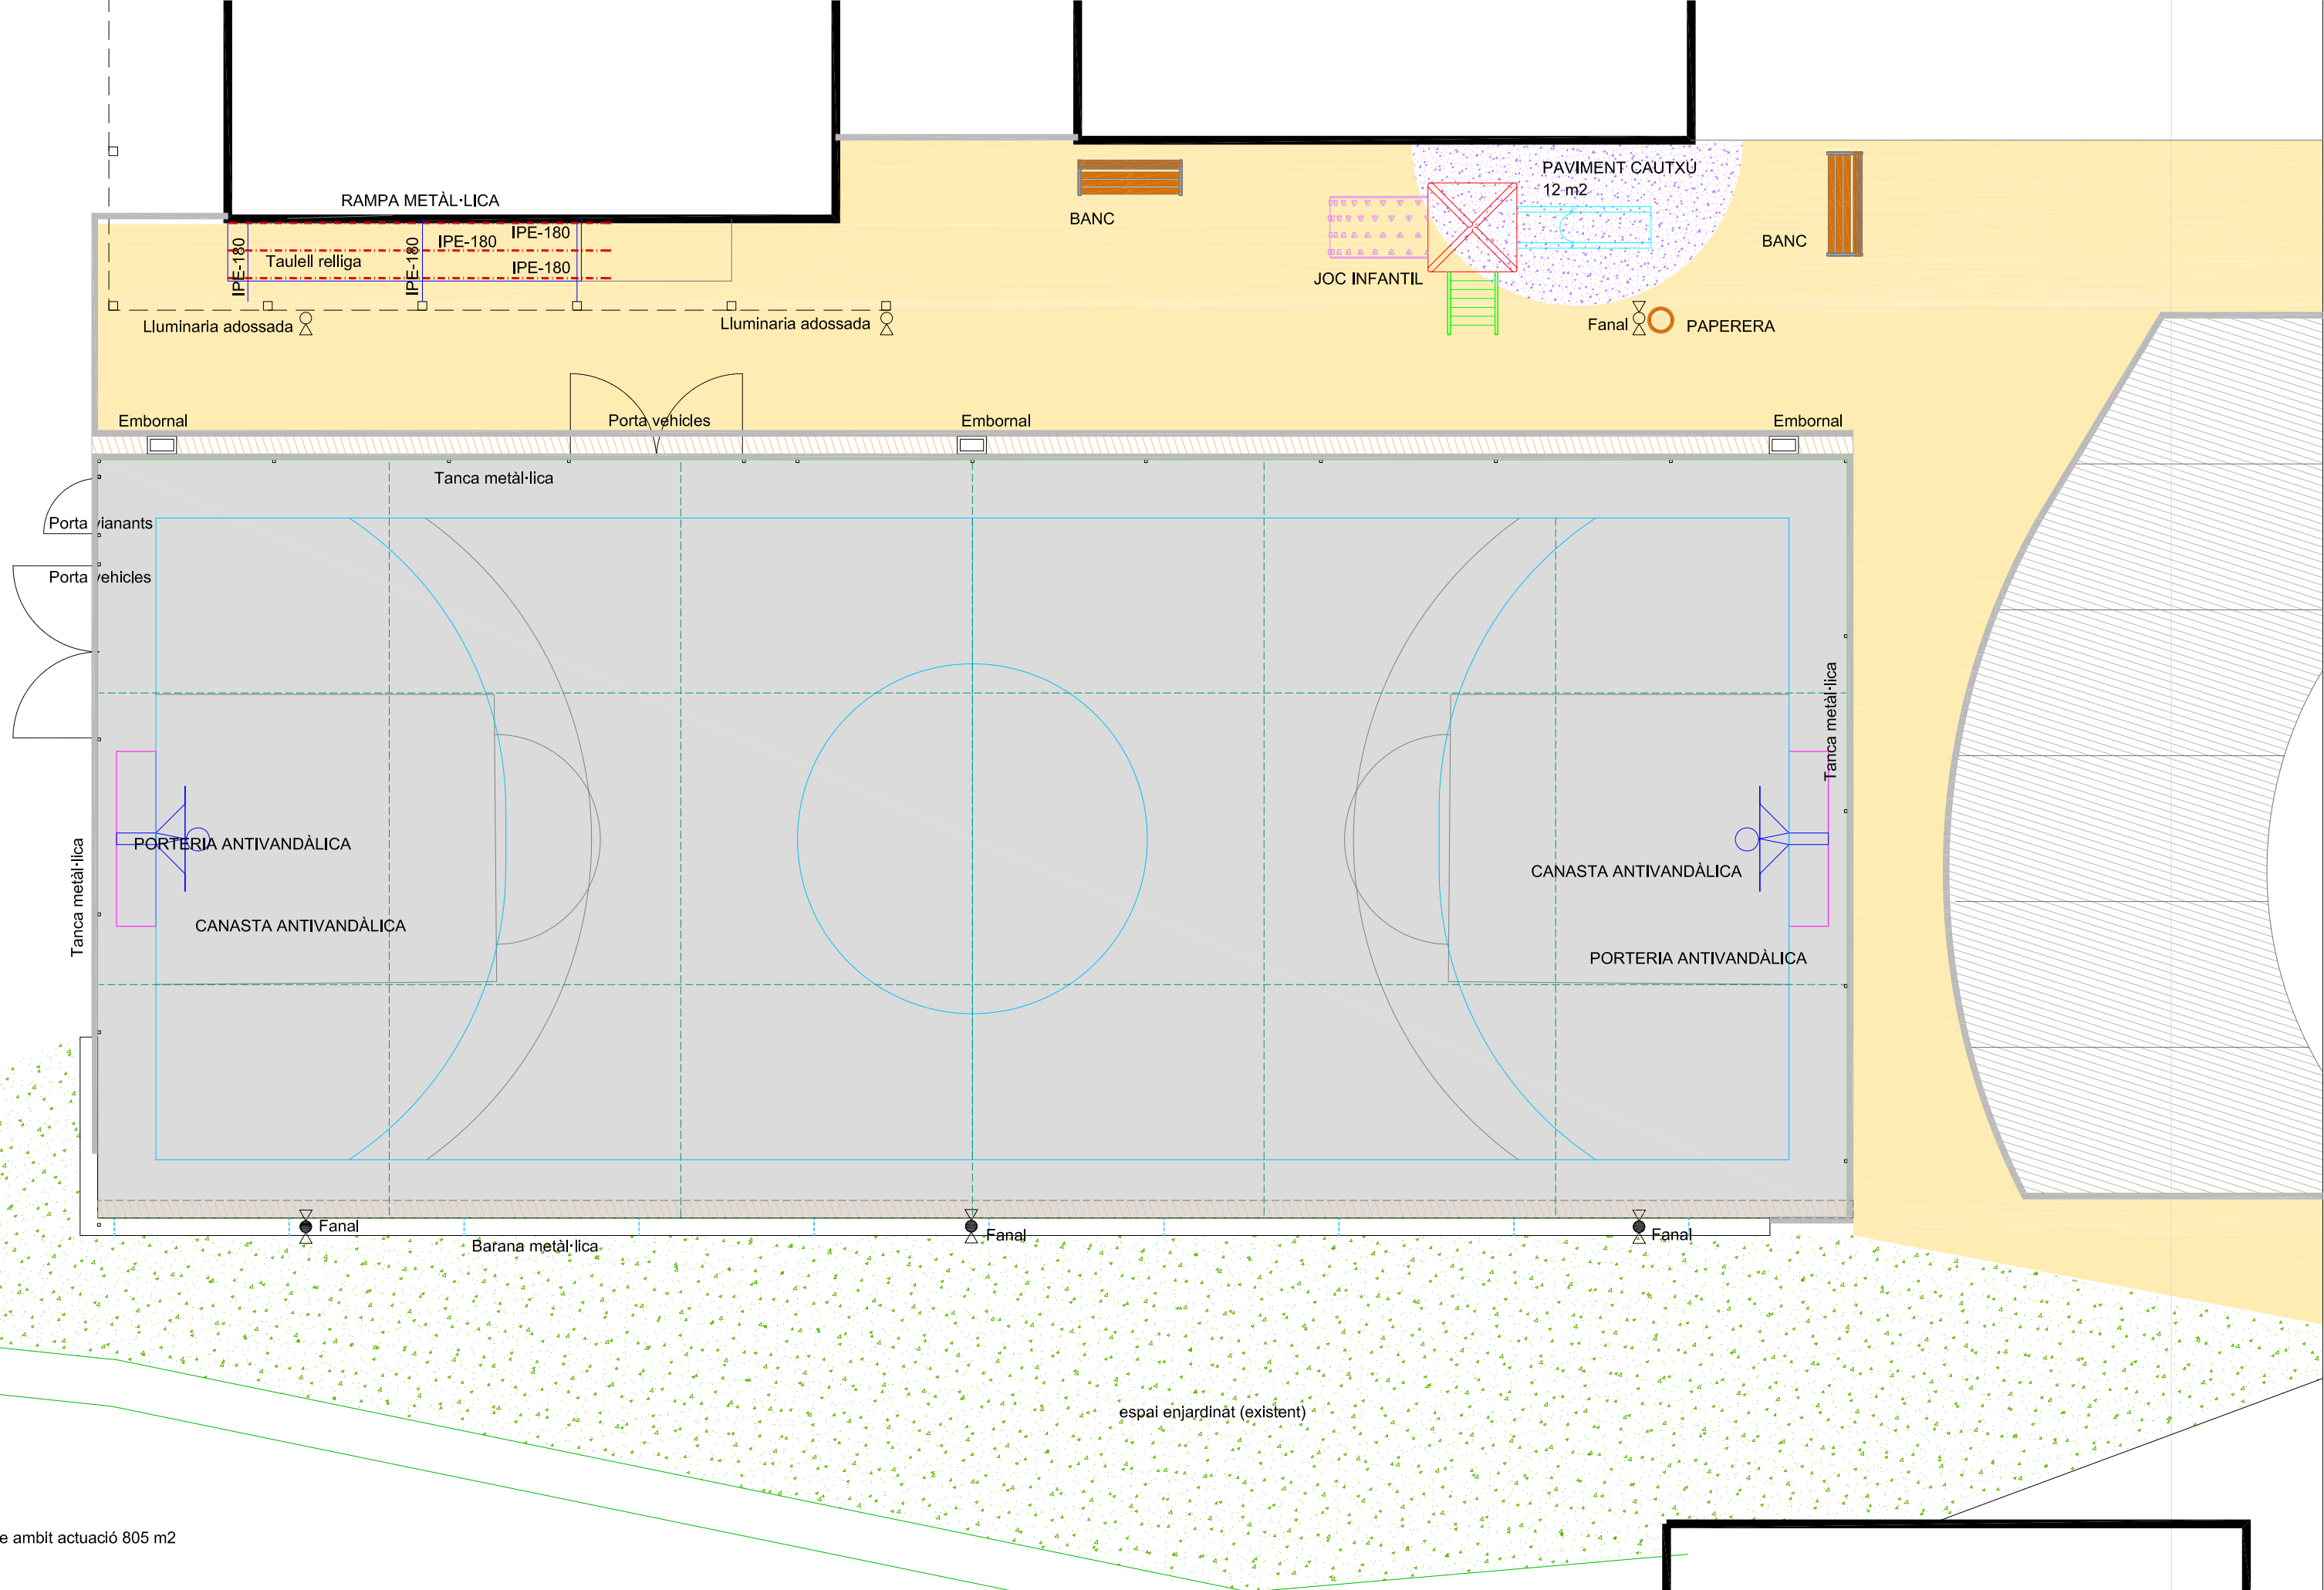 PAVIMENT CAUTXÚ
12 m2
RAMPA METÀL·LICA
BANC
BANC
IPE-180
IPE-180
IPE-180
IPE-180
IPE-180
Taulell relliga
JOC INFANTIL
Lluminaria adossada
Lluminaria adossada
Fanal
PAPERERA
Embornal
Porta vehicles
Embornal
Embornal
Tanca metàl·lica
Porta vianants
Porta vehicles
Tanca metàl·lica
PORTERIA ANTIVANDÀLICA
CANASTA ANTIVANDÀLICA
Tanca metàl·lica
CANASTA ANTIVANDÀLICA
PORTERIA ANTIVANDÀLICA
Fanal
Fanal
Fanal
Barana metàl·lica
espai enjardinat (existent)
e ambit actuació 805 m2